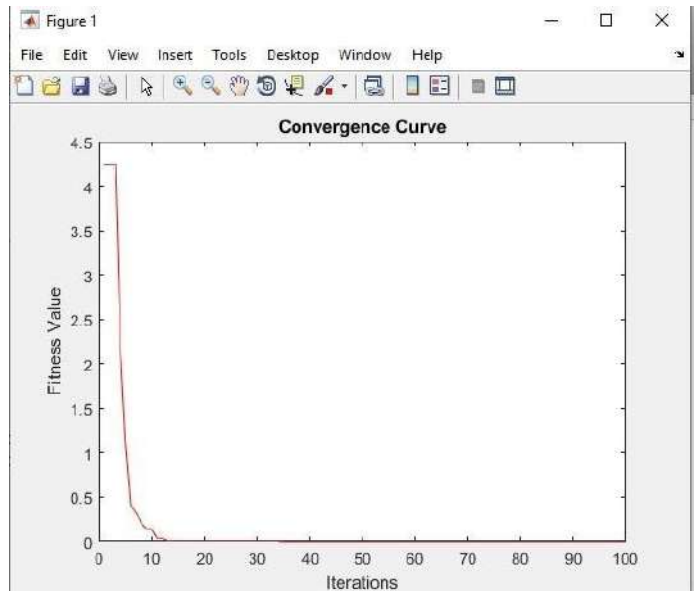 Figure 1
File Edit View Insert Tools Desktop Window Help
Convergence Curve
4.5
4
3.5
3
2.5
2
1.5
1
0.5
0
Fitness Value
0 10 20 30 40 50 60 70 80 90 100
Iterations